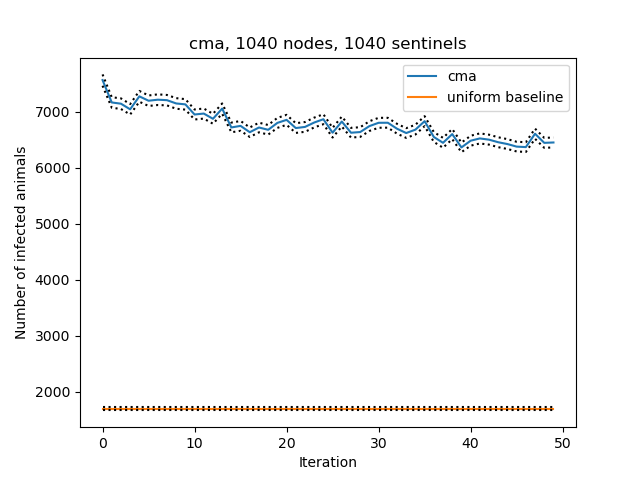 cma, 1040 nodes, 1040 sentinels
cma
uniform baseline
7000
6000
5000
4000
3000
2000
Number of infected animals
0 10 20 30 40 50
Iteration